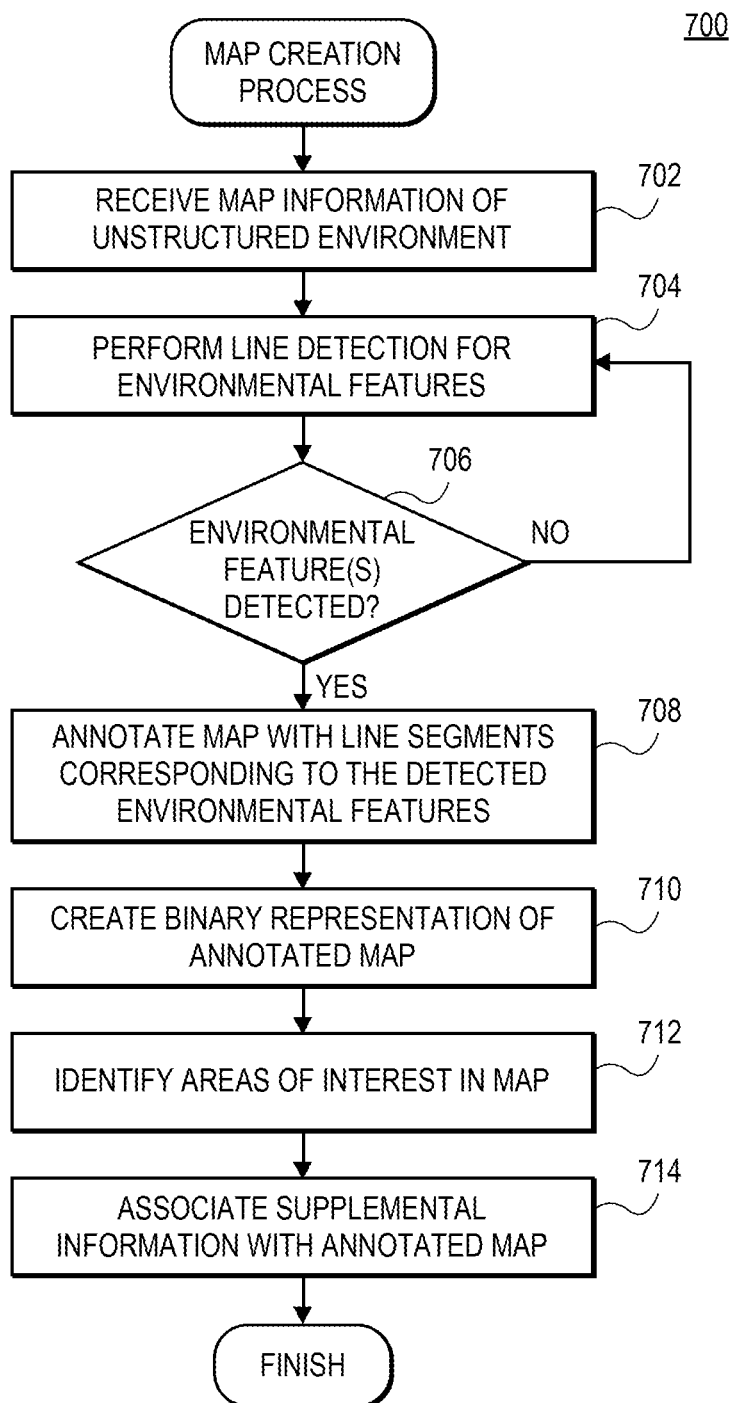 700
MAP CREATION
PROCESS
702
RECEIVE MAP INFORMATION OF
UNSTRUCTURED ENVIRONMENT
704
PERFORM LINE DETECTION FOR
ENVIRONMENTAL FEATURES
706
ENVIRONMENTAL
FEATURE(S)
DETECTED?
NO
YES
708
ANNOTATE MAP WITH LINE SEGMENTS
CORRESPONDING TO THE DETECTED
ENVIRONMENTAL FEATURES
710
CREATE BINARY REPRESENTATION OF
ANNOTATED MAP
712
IDENTIFY AREAS OF INTEREST IN MAP
714
ASSOCIATE SUPPLEMENTAL
INFORMATION WITH ANNOTATED MAP
FINISH